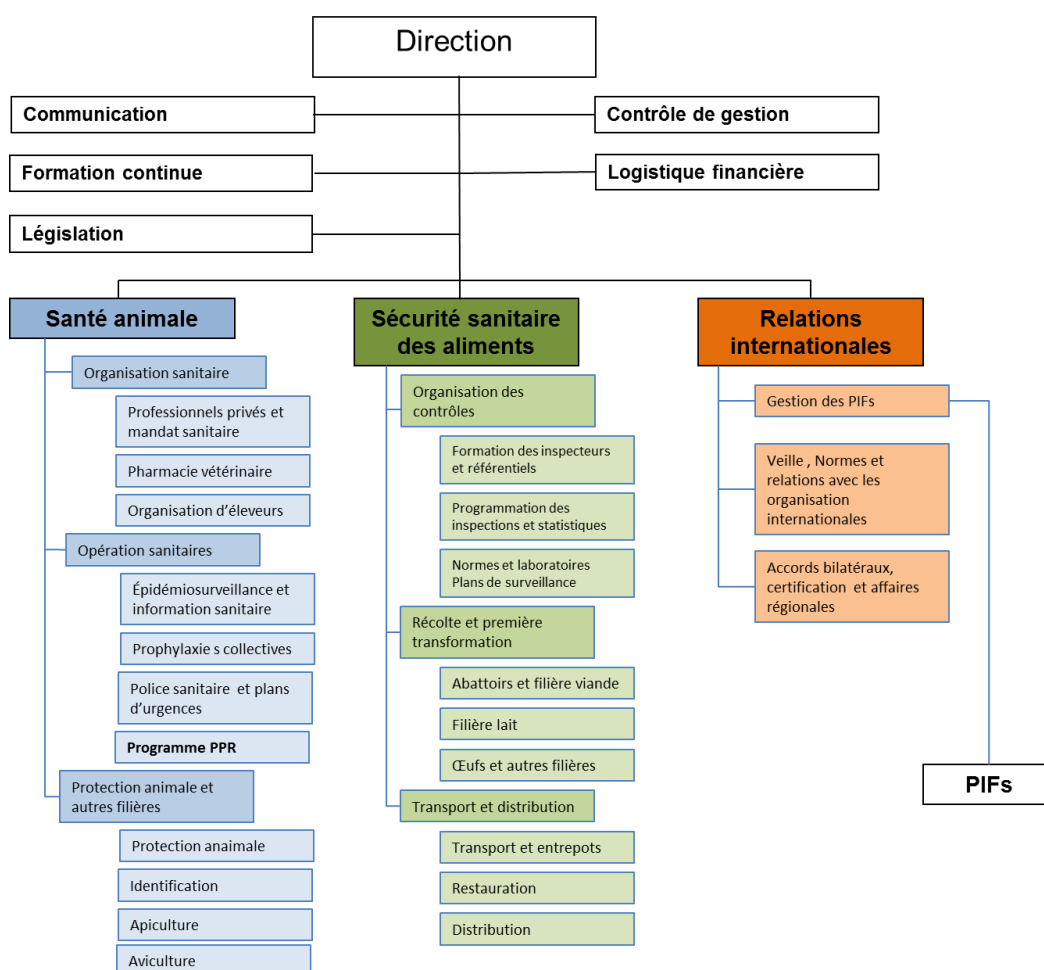 Direction
Communication
Contrôle de gestion
Formation continue
Logistique financière
Législation
Santé animale
Organisation sanitaire
Professionnels privés et
mandat sanitaire
Pharmacie vétérinaire
Organisation d'éleveurs
Opération sanitaires
Épidémiosurveillance et
information sanitaire
Prophylaxie s collectives
Police sanitaire et plans
d'urgences
Programme PPR
Protection animale et
autres filières
Protection anaimale
Identification
Apiculture
Aviculture
Sécurité sanitaire
des aliments
Organisation des
contrôles
Formation des inspecteurs
et référentiels
Programmation des
inspections et statistiques
Normes et laboratoires
Plans de surveillance
Récolte et première
transformation
Abattoirs et filière viande
Filière lait
Œufs et autres filières
Transport et distribution
Transport et entrepots
Restauration
Distribution
Relations
internationales
Gestion des PIFs
Veille , Normes et
relations avec les
organisation
internationales
Accords bilatéraux,
certification et affaires
régionales
PIFs